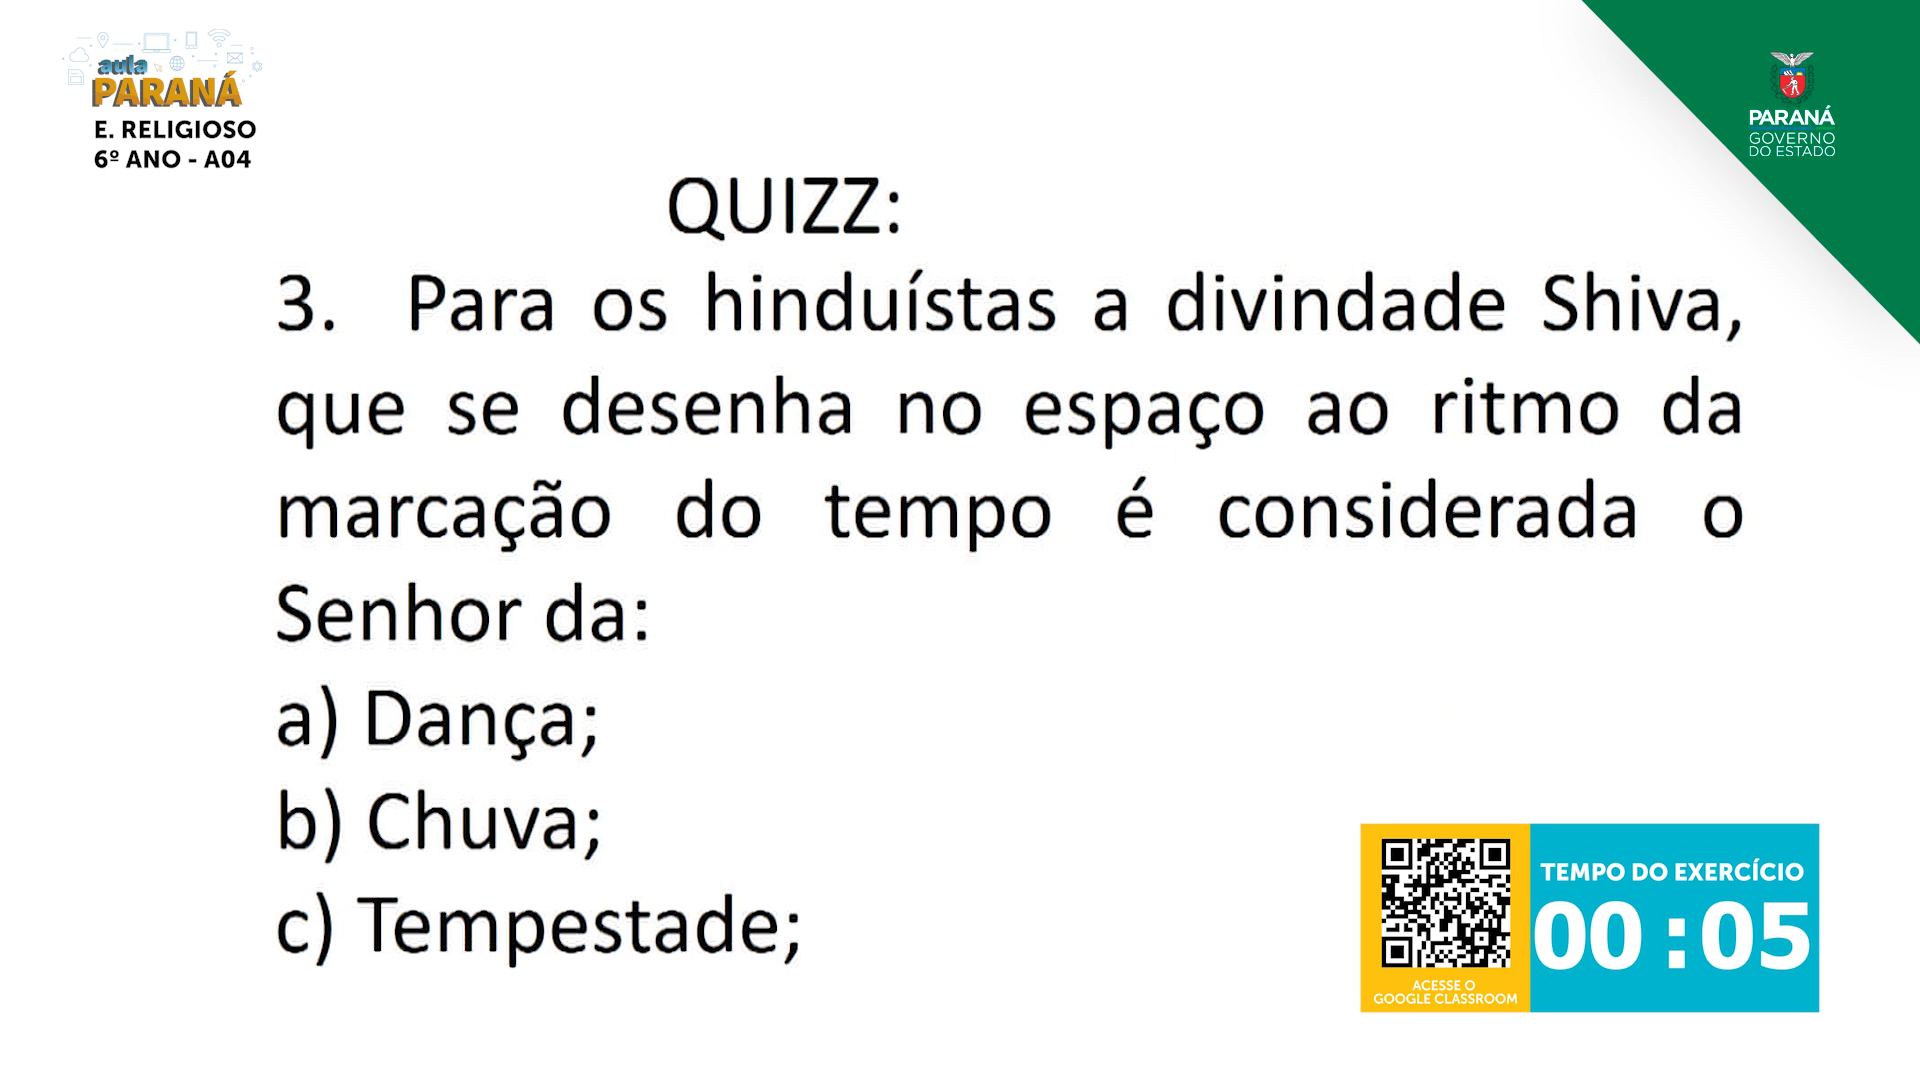 aula
PARANÁ
E. RELIGIOSO
6º ANO - A04
PARANÁ
GOVERNO
DO ESTADO
QUIZZ:
3. Para os hinduístas a divindade Shiva,
que se desenha no espaço ao ritmo da
marcação do tempo é considerada o
Senhor da:
a) Dança;
b) Chuva;
c) Tempestade;
TEMPO DO EXERCÍCIO
00:05
ACESSE O
GOOGLE CLASSROOM